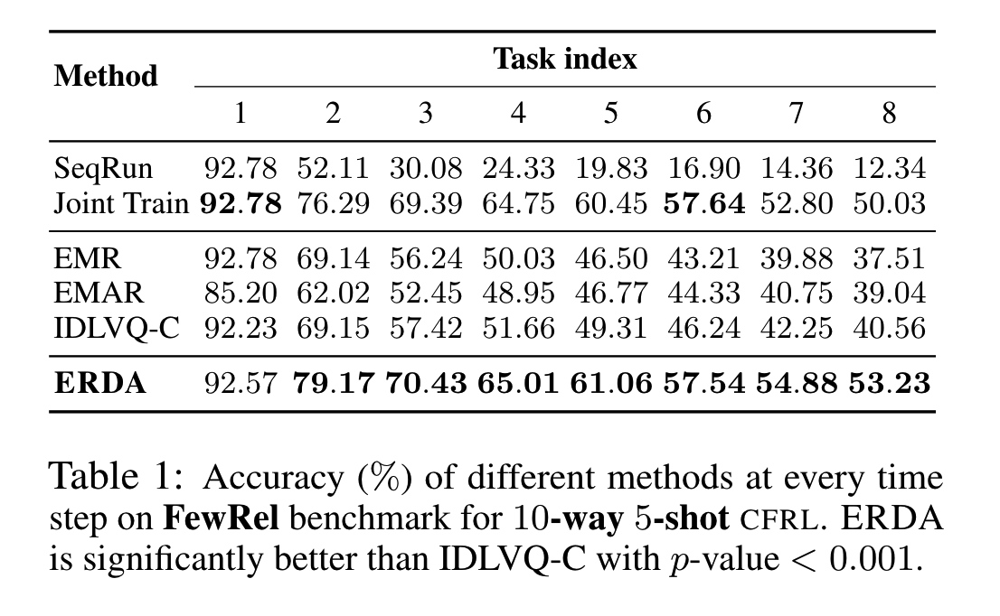 Method Task index
1 2 3 4 5 6 7 8
SeqRun 92.78 52.11 30.08 24.33 19.83 16.90 14.36 12.34
Joint Train 92.78 76.29 69.39 64.75 60.45 57.64 52.80 50.03
EMR 92.78 69.14 56.24 50.03 46.50 43.21 39.88 37.51
EMAR 85.20 62.02 52.45 48.95 46.77 44.33 40.75 39.04
IDLVQ-C 92.23 69.15 57.42 51.66 49.31 46.24 42.25 40.56
ERDA 92.57 79.17 70.43 65.01 61.06 57.54 54.88 53.23
Table 1: Accuracy (%) of different methods at every time
step on FewRel benchmark for 10-way 5-shot CFRL. ERDA
is significantly better than IDLVQ-C with p-value < 0.001.